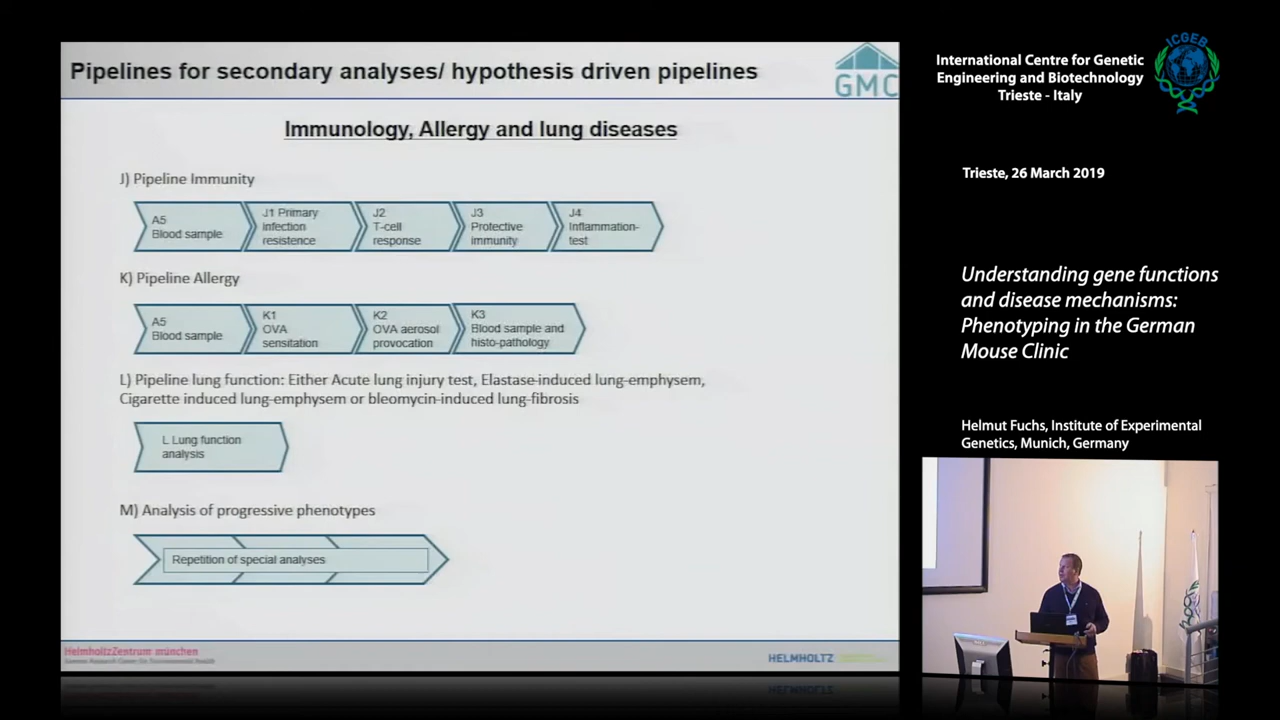 Pipelines for secondary analyses/ hypothesis driven pipelines
GMC
Immunology, Allergy and lung diseases
J) Pipeline Immunity
A5
Blood sample
J1 Primary
infection
resistence
J2
T-cell
response
J3
Protective
immunity
J4
Inflammation-
test
K) Pipeline Allergy
A5
Blood sample
K1
OVA
sensitation
K2
OVA aerosol
provocation
K3
Blood sample and
histo-pathology
L) Pipeline lung function: Either Acute lung injury test, Elastase-induced lung-emphysem,
Cigarette induced lung-emphysem or bleomycin-induced lung-fibrosis
L Lung function
analysis
M) Analysis of progressive phenotypes
Repetition of special analyses
HelmholtzZentrum münchen
German Research Center for Environmental Health
HELMHOLTZ
International Centre for Genetic
Engineering and Biotechnology
Trieste - Italy
ICGEB
Trieste, 26 March 2019
Understanding gene functions
and disease mechanisms:
Phenotyping in the German
Mouse Clinic
Helmut Fuchs, Institute of Experimental
Genetics, Munich, Germany